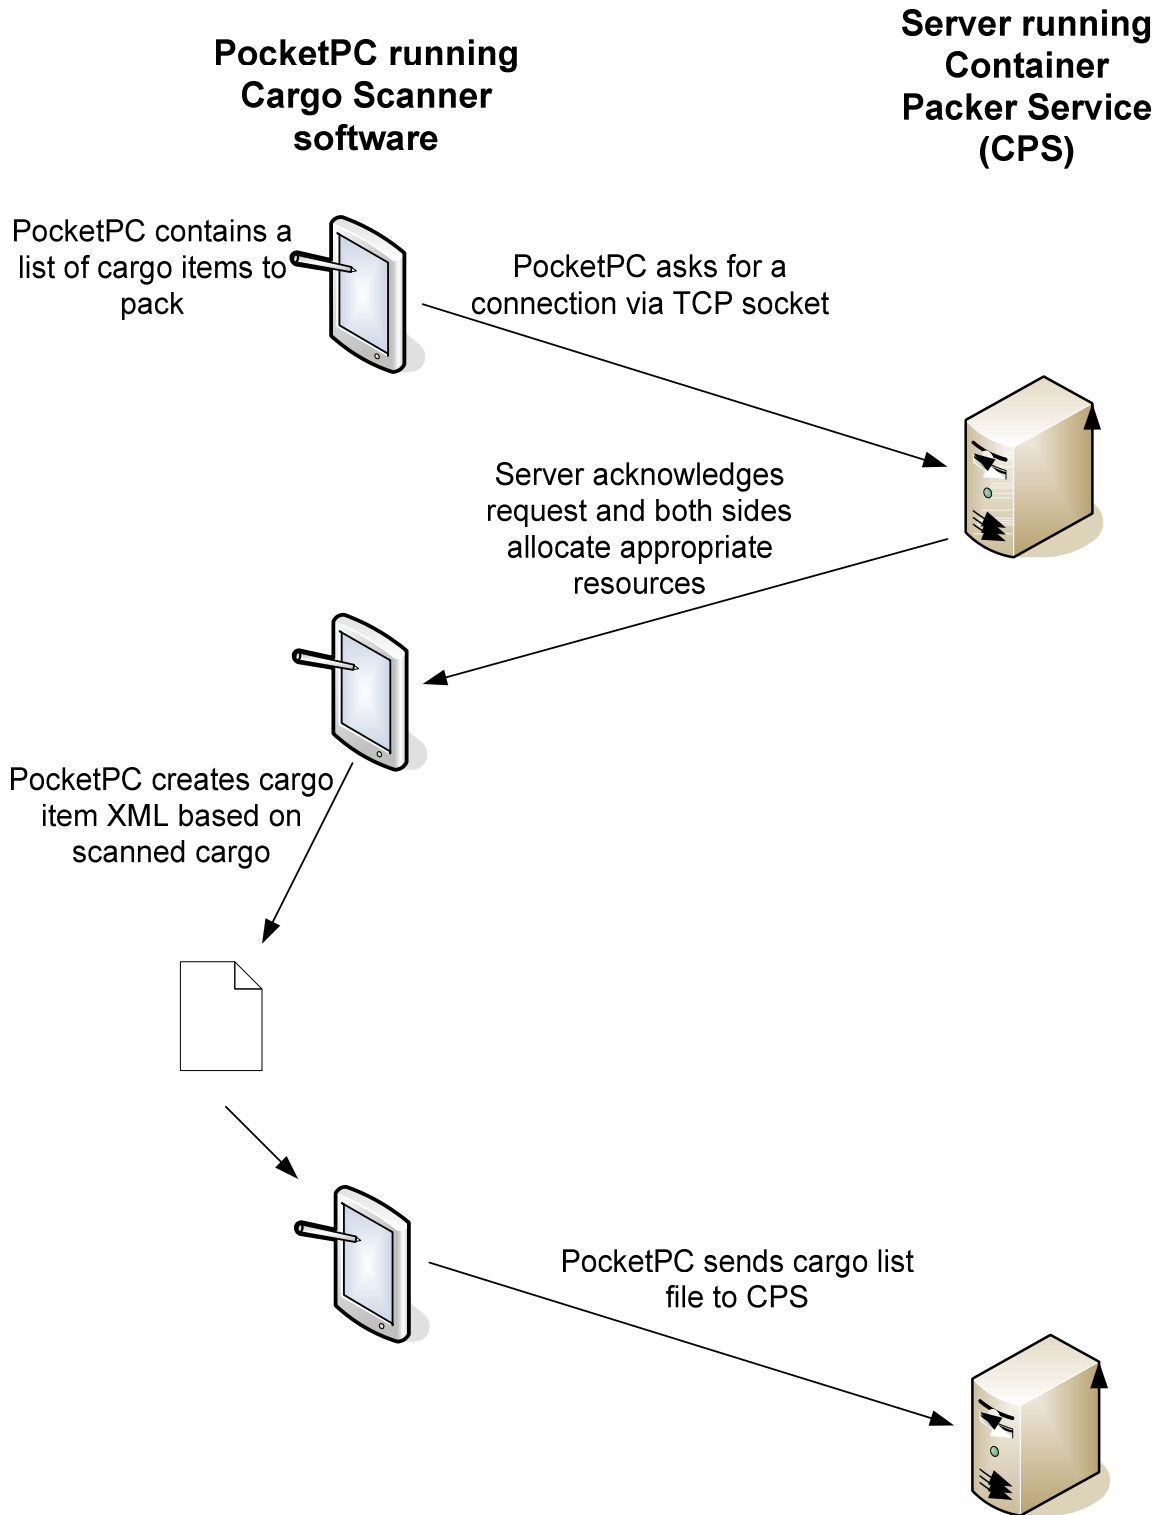 PocketPC running
Cargo Scanner
software
Server running
Container
Packer Service
(CPS)
PocketPC contains a
list of cargo items to
pack
PocketPC asks for a
connection via TCP socket
Server acknowledges
request and both sides
allocate appropriate
resources
PocketPC creates cargo
item XML based on
scanned cargo
PocketPC sends cargo list
file to CPS